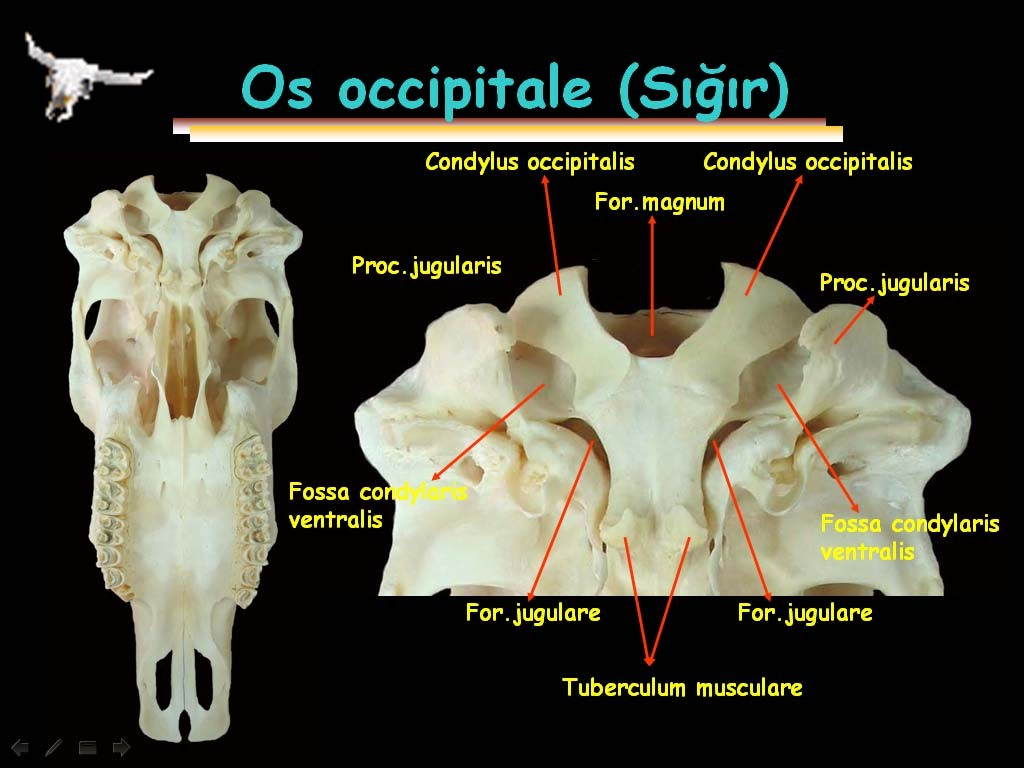 Os occipitale (Sığır)
Condylus occipitalis
Condylus occipitalis
For.magnum
Proc.jugularis
Proc.jugularis
Fossa condylaris
ventralis
Fossa condylaris
ventralis
For.jugulare
For.jugulare
Tuberculum musculare